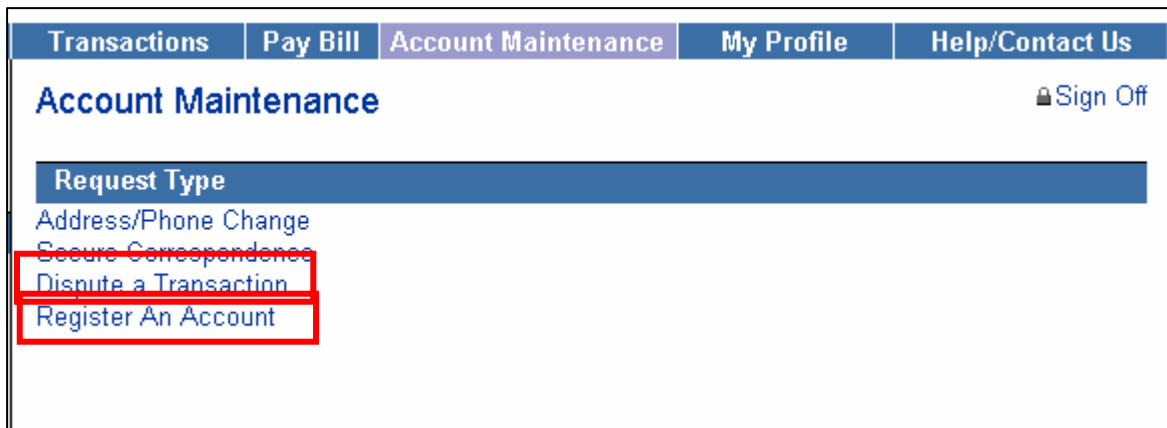 Transactions Pay Bill Account Maintenance My Profile Help/Contact Us
Account Maintenance Sign Off
Request Type
Address/Phone Change
Secure Correspondence
Dispute a Transaction
Register An Account